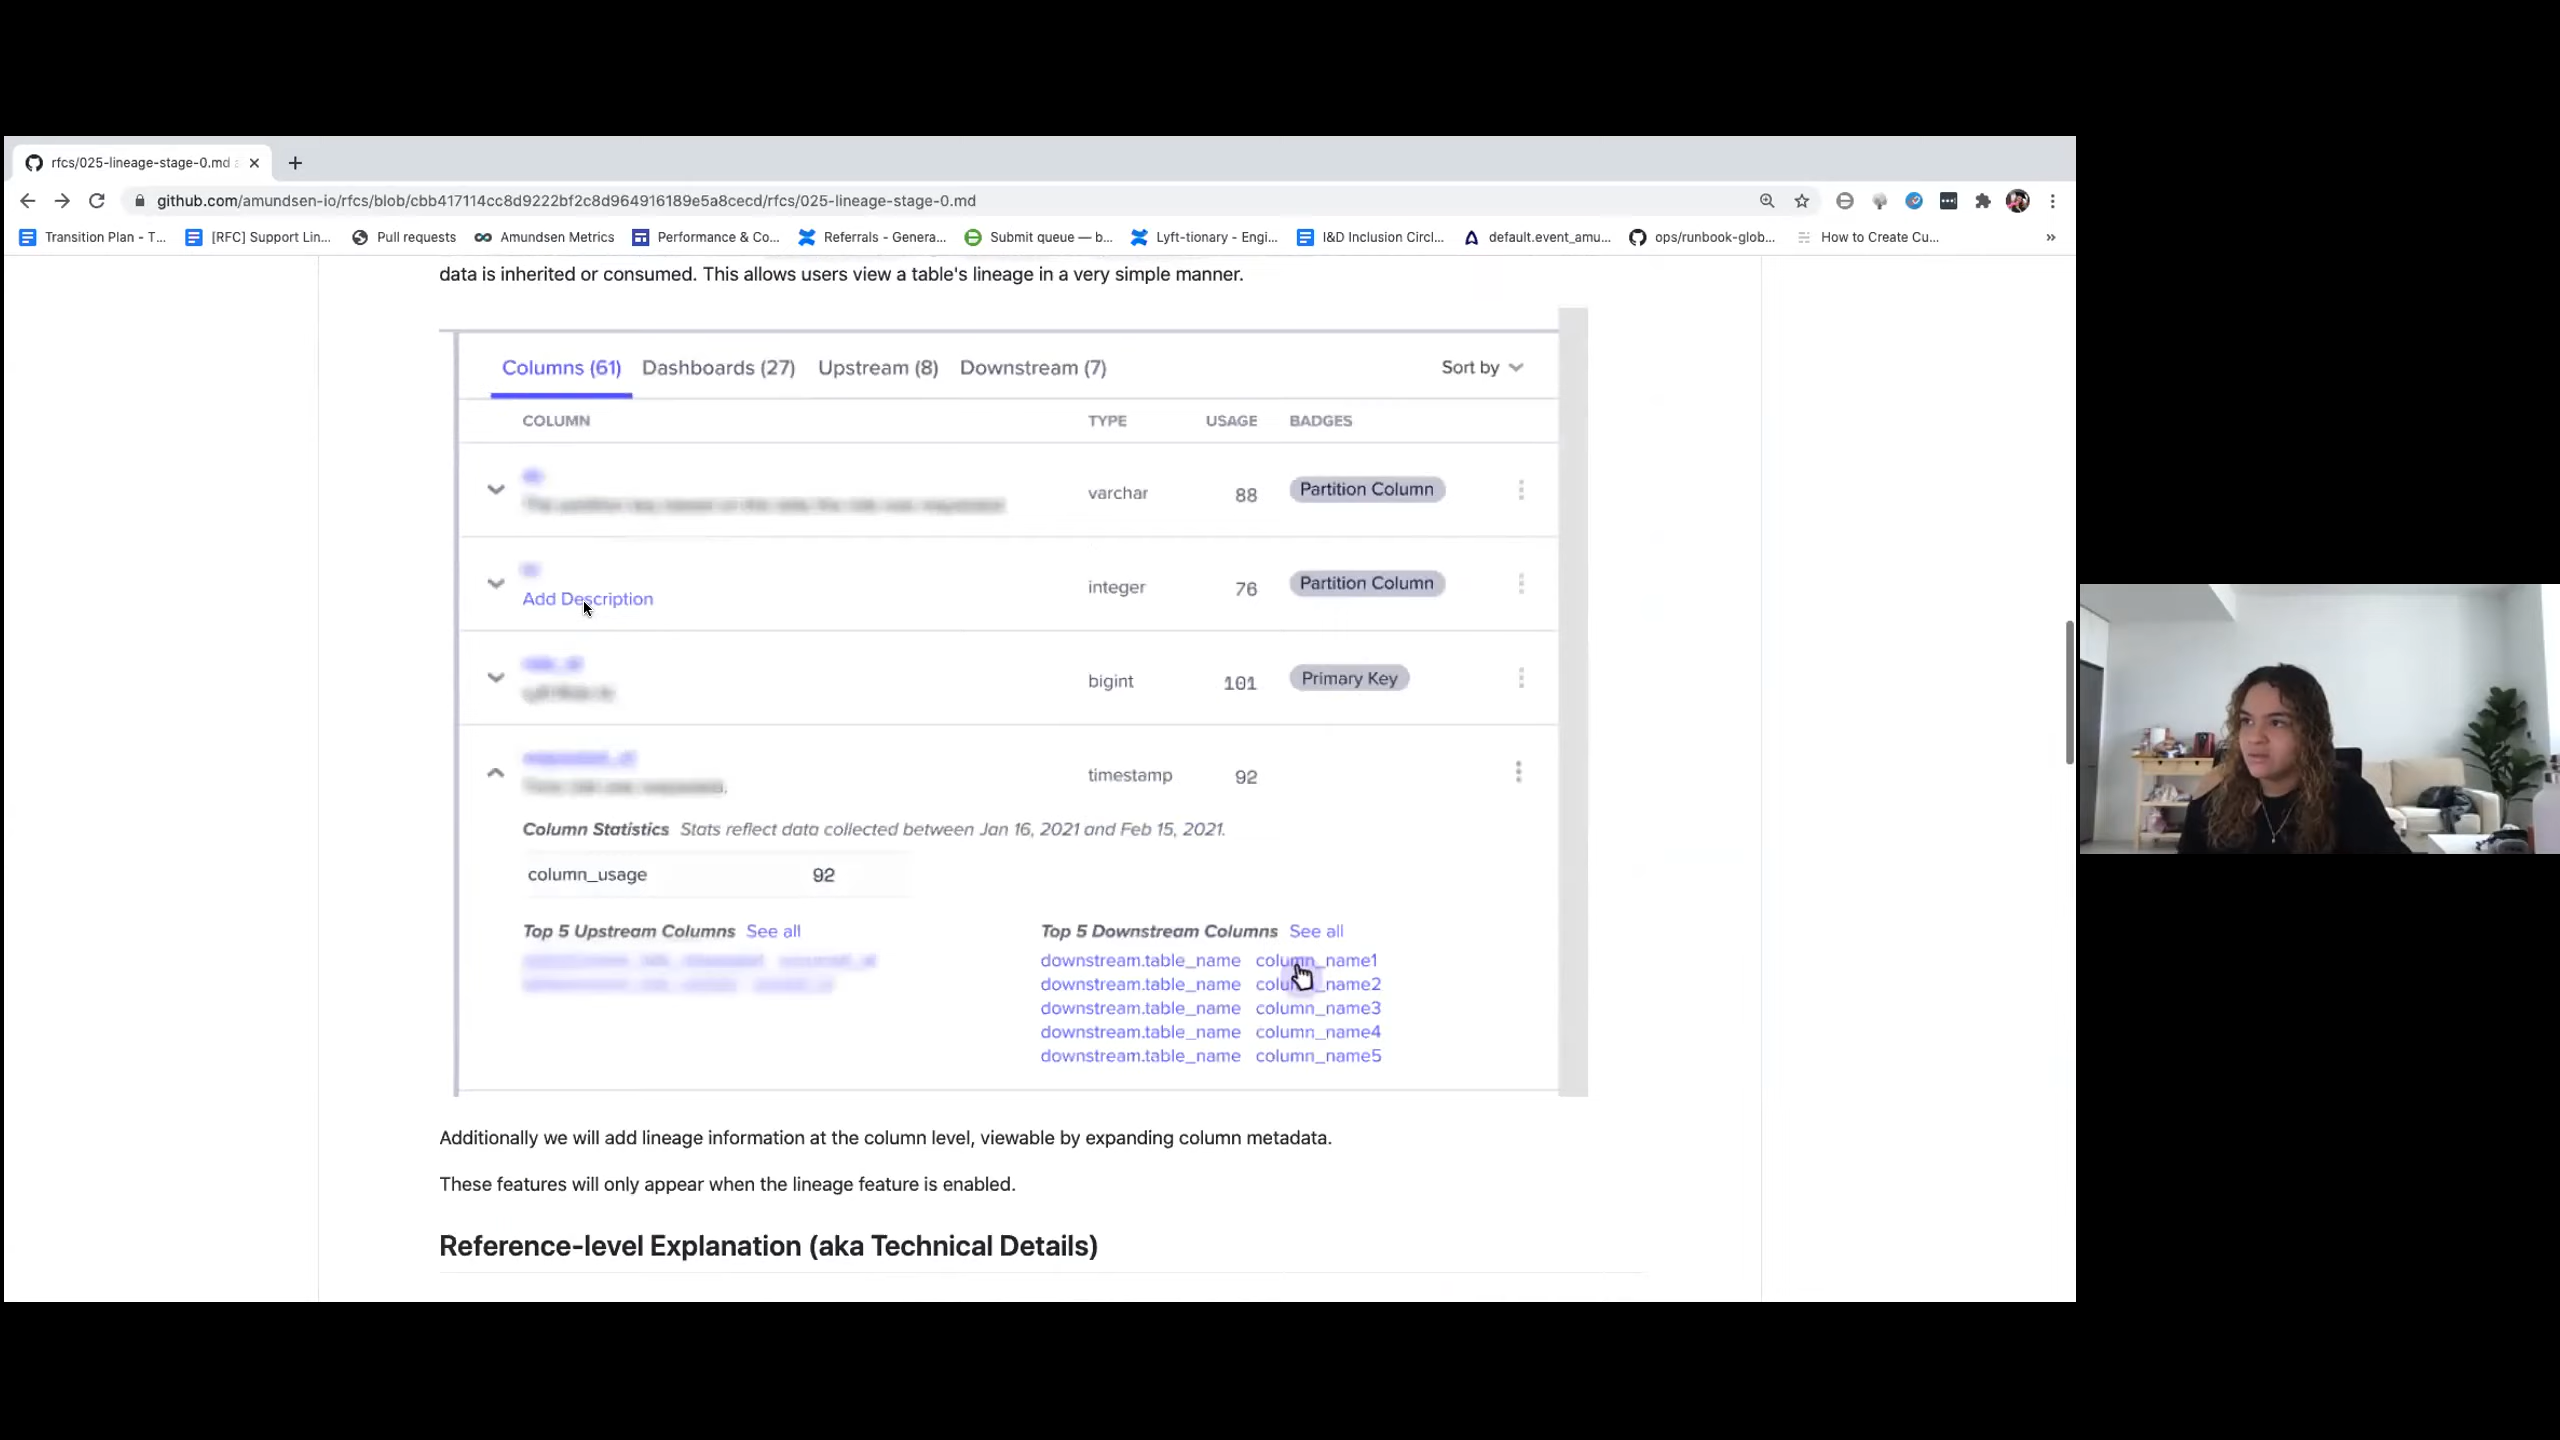 rfcs/025-lineage-stage-0.md
github.com/amundsen-io/rfcs/blob/cbb417114cc8d9222bf2c8d964916189e5a8cecd/rfcs/025-lineage-stage-0.md
Transition Plan - T... [RFC] Support Lin... Pull requests Amundsen Metrics Performance & Co... Referrals - Genera... Submit queue — b... Lyft-tionary - Engi... I&D Inclusion Circl... default.event_amu... ops/runbook-glob... How to Create Cu... »
data is inherited or consumed. This allows users view a table's lineage in a very simple manner.
Columns (61) Dashboards (27) Upstream (8) Downstream (7) Sort by
COLUMN TYPE USAGE BADGES
varchar 88 Partition Column
Add Description integer 76 Partition Column
bigint 101 Primary Key
timestamp 92
Column Statistics Stats reflect data collected between Jan 16, 2021 and Feb 15, 2021.
column_usage 92
Top 5 Upstream Columns See all Top 5 Downstream Columns See all
downstream.table_name column_name1
downstream.table_name column_name2
downstream.table_name column_name3
downstream.table_name column_name4
downstream.table_name column_name5
Additionally we will add lineage information at the column level, viewable by expanding column metadata.
These features will only appear when the lineage feature is enabled.
Reference-level Explanation (aka Technical Details)